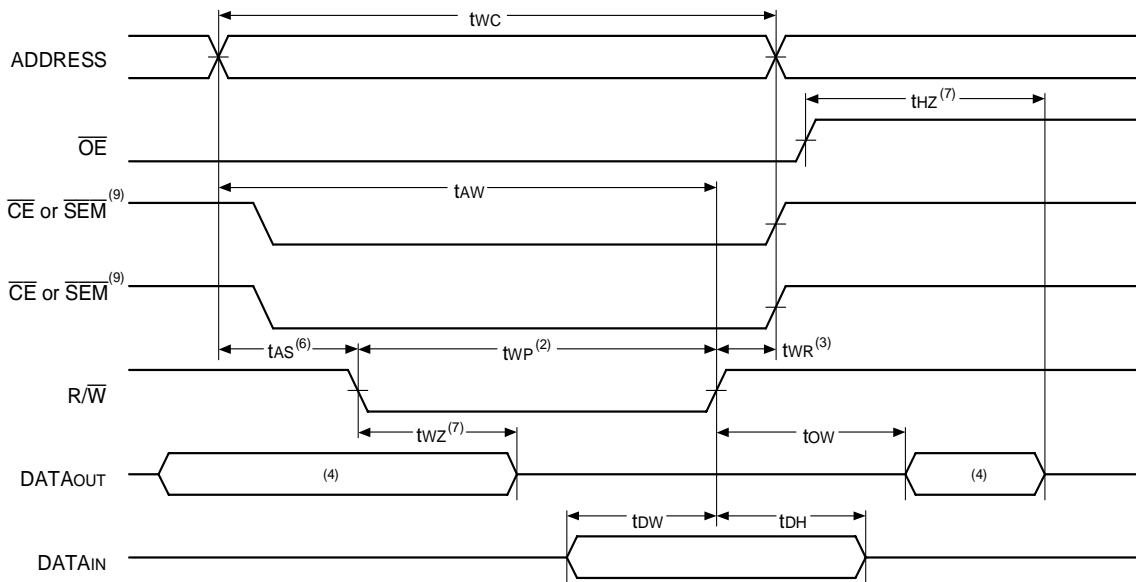 tWC
ADDRESS
tHZ(7)
OE
tAW
CE or SEM(9)
CE or SEM(9)
tAS(6) tWP(2) tWR(3)
R/W
tWZ(7) tOW
DATAOUT (4) (4)
tDW tDH
DATAIN